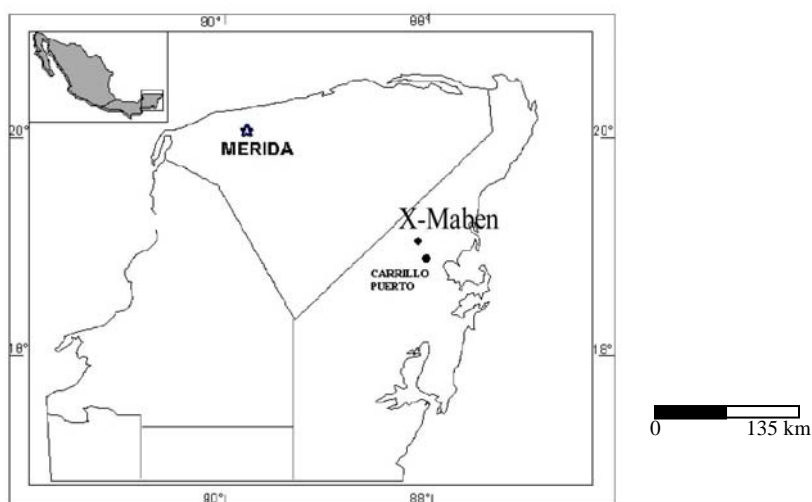 90°
88°
20°
20°
MERIDA
X-Maben
CARRILLO
PUERTO
18°
18°
0 135 km
90°
88°